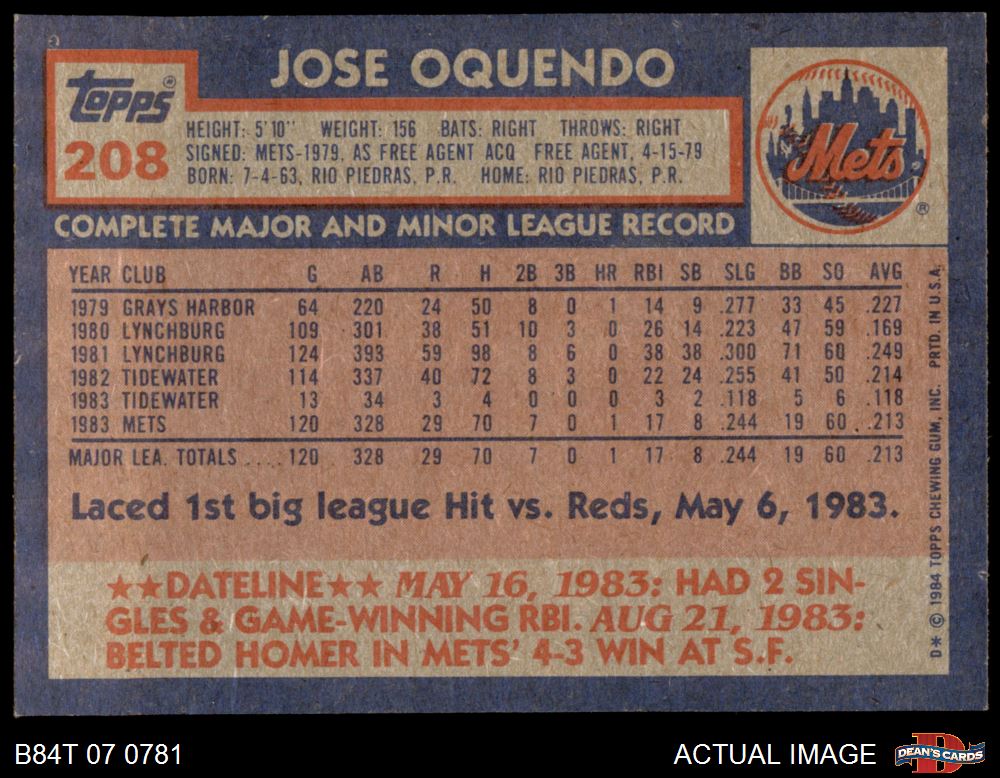 JOSE OQUENDO
Topps®
208
HEIGHT: 5'10" WEIGHT: 156 BATS: RIGHT THROWS: RIGHT
SIGNED: METS-1979, AS FREE AGENT ACQ FREE AGENT, 4-15-79
BORN: 7-4-63, RIO PIEDRAS, P.R. HOME: RIO PIEDRAS, P.R.
Mets
®
COMPLETE MAJOR AND MINOR LEAGUE RECORD
YEAR CLUB G AB R H 2B 3B HR RBI SB SLG BB SO AVG
1979 GRAYS HARBOR 64 220 24 50 8 0 1 14 9 .277 33 45 .227
1980 LYNCHBURG 109 301 38 51 10 3 0 26 14 .223 47 59 .169
1981 LYNCHBURG 124 393 59 98 8 6 0 38 38 .300 71 60 .249
1982 TIDEWATER 114 337 40 72 8 3 0 22 24 .255 41 50 .214
1983 TIDEWATER 13 34 3 4 0 0 0 3 2 .118 5 6 .118
1983 METS 120 328 29 70 7 0 1 17 8 .244 19 60 .213
MAJOR LEA. TOTALS .... 120 328 29 70 7 0 1 17 8 .244 19 60 .213
Laced 1st big league Hit vs. Reds, May 6, 1983.
★★DATELINE★★ MAY 16, 1983: HAD 2 SIN-
GLES & GAME-WINNING RBI. AUG 21, 1983:
BELTED HOMER IN METS' 4-3 WIN AT S.F.
D* © 1984 TOPPS CHEWING GUM, INC. PRTD. IN U.S.A.
B84T 07 0781
ACTUAL IMAGE
DEAN'S CARDS